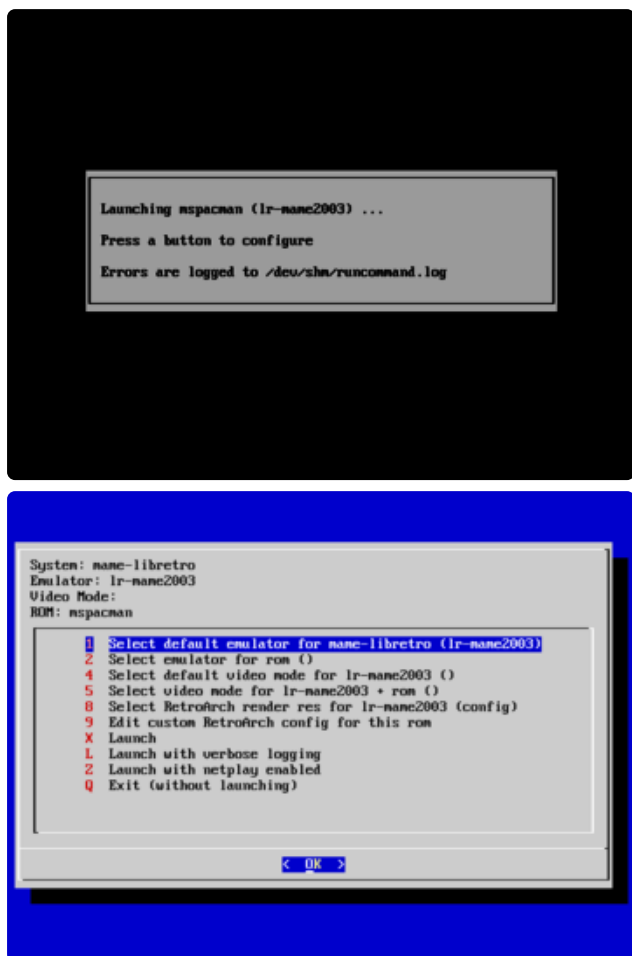 Launching mspacman (lr-mame2003) ...
Press a button to configure
Errors are logged to /dev/shm/runcommand.log
System: mame-libretro
Emulator: lr-mame2003
Video Mode:
ROM: mspacman
1 Select default emulator for mame-libretro (lr-mame2003)
2 Select emulator for rom ()
4 Select default video mode for lr-mame2003 ()
5 Select video mode for lr-mame2003 + rom ()
8 Select RetroArch render res for lr-mame2003 (config)
9 Edit custom RetroArch config for this rom
X Launch
L Launch with verbose logging
Z Launch with netplay enabled
Q Exit (without launching)
< OK >